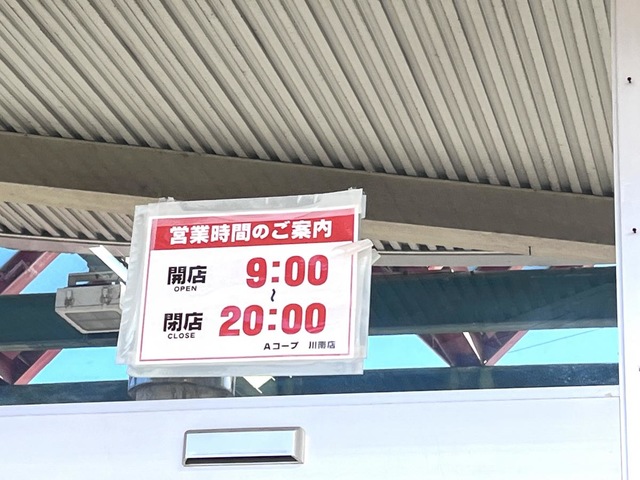 営業時間のご案内
開店 9:00
OPEN
～
閉店 20:00
CLOSE
Aコープ 川南店